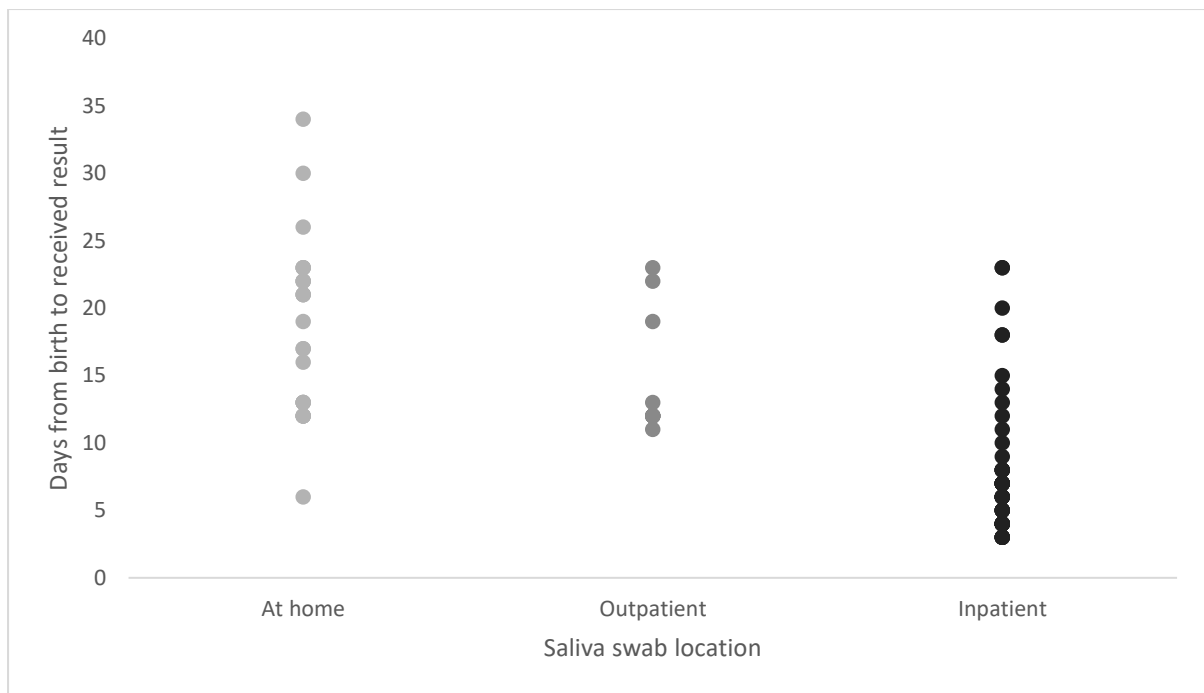 40
35
30
25
20
15
10
5
0
Days from birth to received result
At home
Outpatient
Inpatient
Saliva swab location